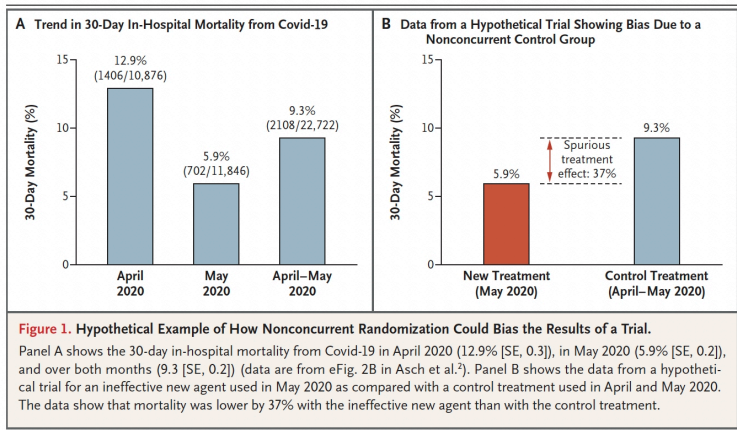 A Trend in 30-Day In-Hospital Mortality from Covid-19
30-Day Mortality (%)
15
10
5
0
12.9%
(1406/10,876)
5.9%
(702/11,846)
9.3%
(2108/22,722)
April
2020
May
2020
April–May
2020
B Data from a Hypothetical Trial Showing Bias Due to a
Nonconcurrent Control Group
30-Day Mortality (%)
15
10
5
0
5.9%
Spurious
treatment
effect: 37%
9.3%
New Treatment
(May 2020)
Control Treatment
(April–May 2020)
Figure 1. Hypothetical Example of How Nonconcurrent Randomization Could Bias the Results of a Trial.
Panel A shows the 30-day in-hospital mortality from Covid-19 in April 2020 (12.9% [SE, 0.3]), in May 2020 (5.9% [SE, 0.2]),
and over both months (9.3 [SE, 0.2]) (data are from eFig. 2B in Asch et al.²). Panel B shows the data from a hypotheti-
cal trial for an ineffective new agent used in May 2020 as compared with a control treatment used in April and May 2020.
The data show that mortality was lower by 37% with the ineffective new agent than with the control treatment.